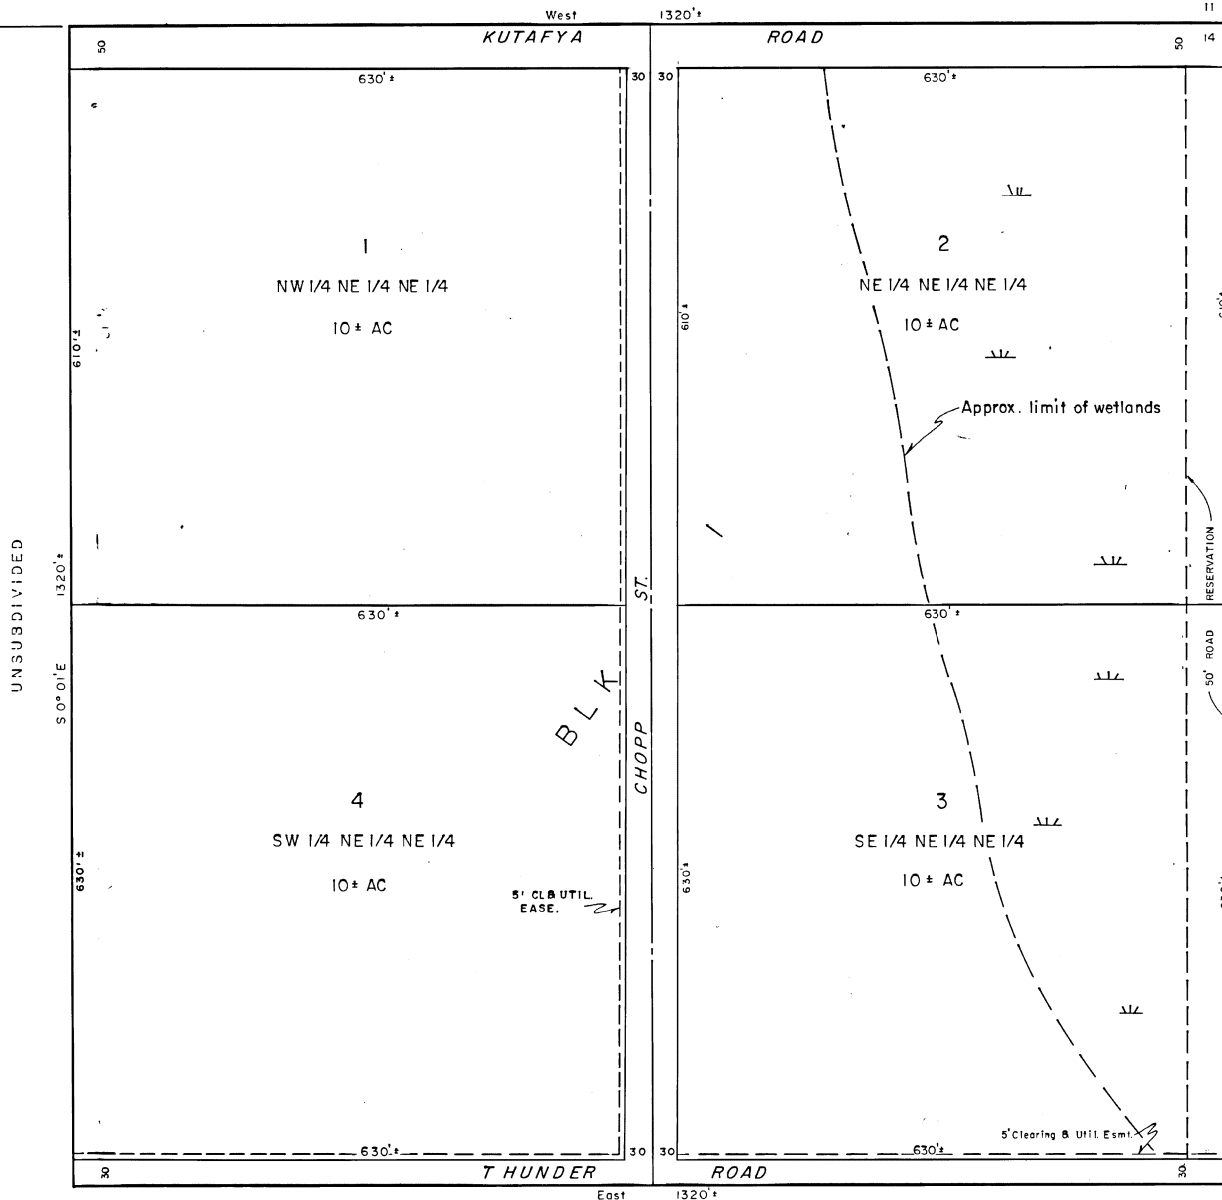 West 1320'±
11
KUTAFYA ROAD
50
50
14
630'±
30
30
630'±
1
NW 1/4 NE 1/4 NE 1/4
10± AC
2
NE 1/4 NE 1/4 NE 1/4
10± AC
610'±
610'±
610'±
Approx. limit of wetlands
UNSUBDIVIDED
S 0° 01'E 1320'±
CHOPP ST.
50' ROAD RESERVATION
630'±
630'±
BLK
4
SW 1/4 NE 1/4 NE 1/4
10± AC
3
SE 1/4 NE 1/4 NE 1/4
10± AC
630'±
630'±
5' CL & UTIL.
EASE.
5' Clearing & Util. Esmt.
630'±
30
30
630'±
30
THUNDER ROAD
30
East 1320'±